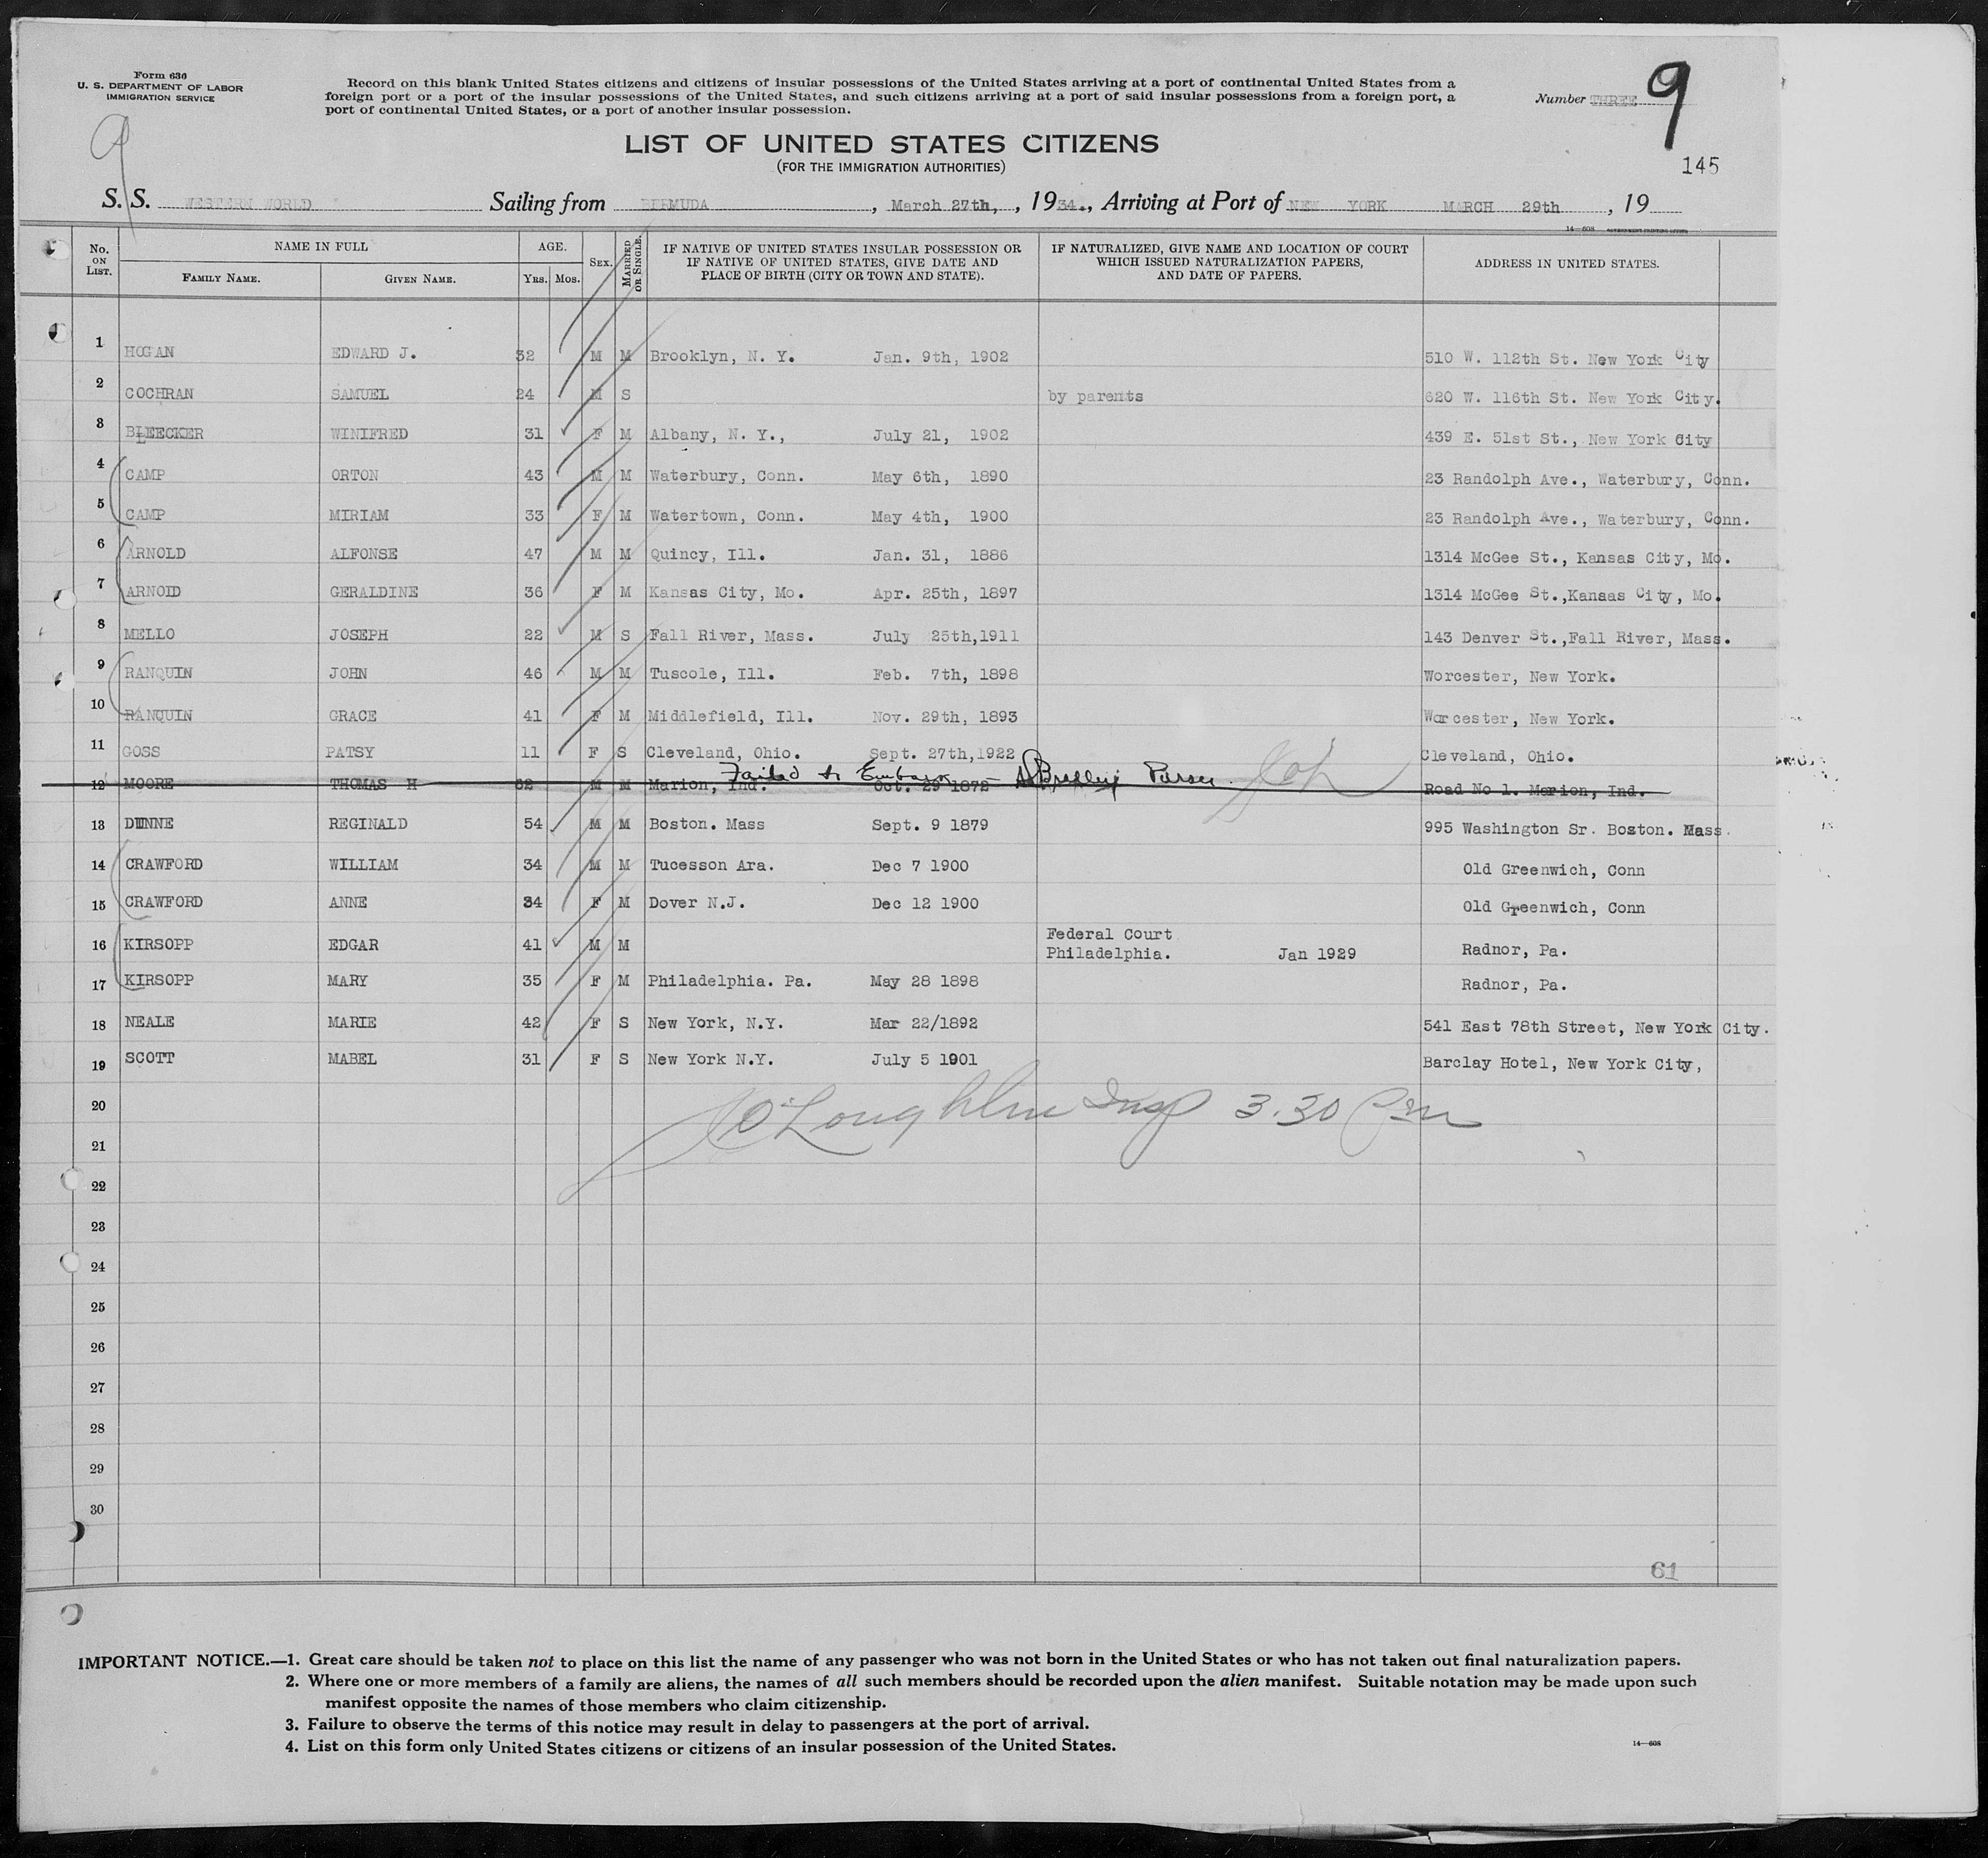 Form 636
U. S. DEPARTMENT OF LABOR
IMMIGRATION SERVICE
9
Record on this blank United States citizens and citizens of insular possessions of the United States arriving at a port of continental United States from a
foreign port or a port of the insular possessions of the United States, and such citizens arriving at a port of said insular possessions from a foreign port, a
port of continental United States, or a port of another insular possession.
Number THREE
9
LIST OF UNITED STATES CITIZENS
(FOR THE IMMIGRATION AUTHORITIES)
145
S. S. WESTERN WORLD Sailing from BERMUDA, March 27th, , 1934., Arriving at Port of NEW YORK MARCH 29th, 19
14—608 GOVERNMENT PRINTING OFFICE
No. ON LIST. NAME IN FULL FAMILY NAME. GIVEN NAME. AGE. YRS. MOS. SEX. MARRIED OR SINGLE. IF NATIVE OF UNITED STATES INSULAR POSSESSION OR IF NATIVE OF UNITED STATES, GIVE DATE AND PLACE OF BIRTH (CITY OR TOWN AND STATE). IF NATURALIZED, GIVE NAME AND LOCATION OF COURT WHICH ISSUED NATURALIZATION PAPERS, AND DATE OF PAPERS. ADDRESS IN UNITED STATES.
1 HOGAN EDWARD J. 32 M M Brooklyn, N. Y. Jan. 9th, 1902 510 W. 112th St. New York City
2 COCHRAN SAMUEL 24 M S by parents 620 W. 116th St. New York City.
3 BLEECKER WINIFRED 31 F M Albany, N. Y., July 21, 1902 439 E. 51st St., New York City
4 CAMP ORTON 43 M M Waterbury, Conn. May 6th, 1890 23 Randolph Ave., Waterbury, Conn.
5 CAMP MIRIAM 33 F M Watertown, Conn. May 4th, 1900 23 Randolph Ave., Waterbury, Conn.
6 ARNOLD ALFONSE 47 M M Quincy, Ill. Jan. 31, 1886 1314 McGee St., Kansas City, Mo.
7 ARNOLD GERALDINE 36 F M Kansas City, Mo. Apr. 25th, 1897 1314 McGee St.,Kansas City, Mo.
8 MELLO JOSEPH 22 M S Fall River, Mass. July 25th,1911 143 Denver St.,Fall River, Mass.
9 RANQUIN JOHN 46 M M Tuscole, Ill. Feb. 7th, 1898 Worcester, New York.
10 RANQUIN GRACE 41 F M Middlefield, Ill. Nov. 29th, 1893 Worcester, New York.
11 GOSS PATSY 11 F S Cleveland, Ohio. Sept. 27th,1922 Cleveland, Ohio.
Failed to Embark — Purser
12 MOORE THOMAS H 62 M M Marion, Ind. Oct. 29 1872 Road No 1. Marion, Ind.
13 DUNNE REGINALD 54 M M Boston. Mass Sept. 9 1879 995 Washington Sr. Boston. Mass.
14 CRAWFORD WILLIAM 34 M M Tucesson Ara. Dec 7 1900 Old Greenwich, Conn
15 CRAWFORD ANNE 34 F M Dover N.J. Dec 12 1900 Old Greenwich, Conn
16 KIRSOPP EDGAR 41 M M Federal Court Philadelphia. Jan 1929 Radnor, Pa.
17 KIRSOPP MARY 35 F M Philadelphia. Pa. May 28 1898 Radnor, Pa.
18 NEALE MARIE 42 F S New York, N.Y. Mar 22/1892 541 East 78th Street, New York City.
19 SCOTT MABEL 31 F S New York N.Y. July 5 1901 Barclay Hotel, New York City,
20
O'Loughlin Insp 3.30 Pm
21
22
23
24
25
26
27
28
29
30
61
IMPORTANT NOTICE.—1. Great care should be taken not to place on this list the name of any passenger who was not born in the United States or who has not taken out final naturalization papers.
2. Where one or more members of a family are aliens, the names of all such members should be recorded upon the alien manifest. Suitable notation may be made upon such
manifest opposite the names of those members who claim citizenship.
3. Failure to observe the terms of this notice may result in delay to passengers at the port of arrival.
4. List on this form only United States citizens or citizens of an insular possession of the United States.
14—608